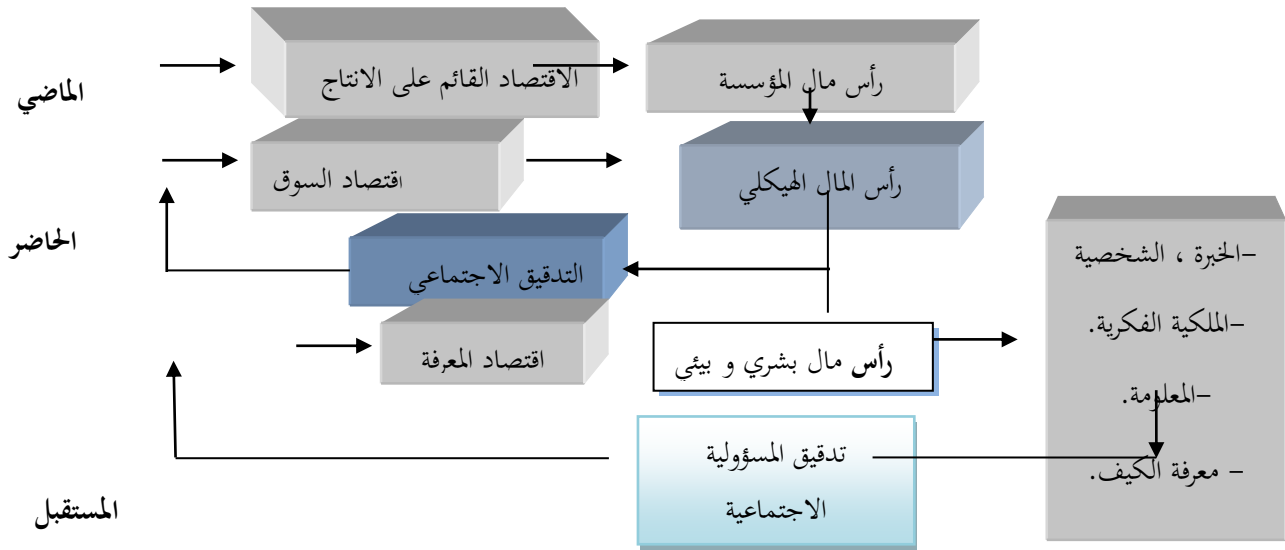 الماضي
الاقتصاد القائم على الانتاج
رأس مال المؤسسة
اقتصاد السوق
رأس المال الهيكلي
الحاضر
التدقيق الاجتماعي
اقتصاد المعرفة
رأس مال بشري و بيئي
-الخبرة ، الشخصية
-الملكية الفكرية.
-المعلومة.
- معرفة الكيف.
تدقيق المسؤولية
الاجتماعية
المستقبل